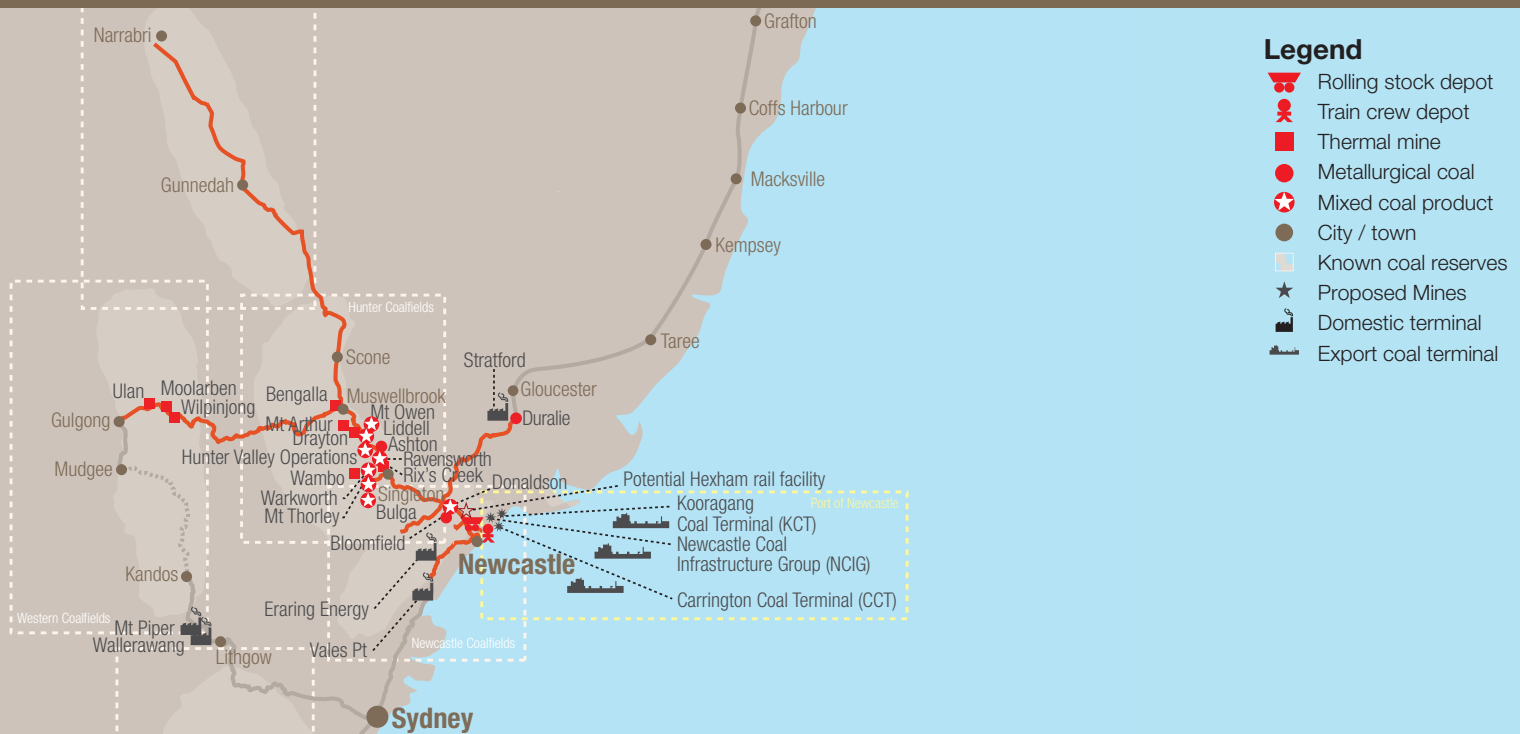 Grafton
Narrabri
Legend
Rolling stock depot
Train crew depot
Thermal mine
Metallurgical coal
Mixed coal product
City / town
Known coal reserves
Proposed Mines
Domestic terminal
Export coal terminal
Coffs Harbour
Macksville
Gunnedah
Kempsey
Hunter Coalfields
Taree
Scone
Stratford
Gloucester
Ulan
Moolarben
Wilpinjong
Bengalla
Muswellbrook
Gulgong
Mt Owen
Mt Arthur
Liddell
Duralie
Drayton
Ashton
Hunter Valley Operations
Ravensworth
Mudgee
Wambo
Rix's Creek
Donaldson
Potential Hexham rail facility
Warkworth
Singleton
Mt Thorley
Bulga
Port of Newcastle
Kooragang
Coal Terminal (KCT)
Bloomfield
Newcastle Coal
Infrastructure Group (NCIG)
Newcastle
Kandos
Carrington Coal Terminal (CCT)
Eraring Energy
Western Coalfields
Mt Piper
Wallerawang
Lithgow
Vales Pt
Newcastle Coalfields
Sydney